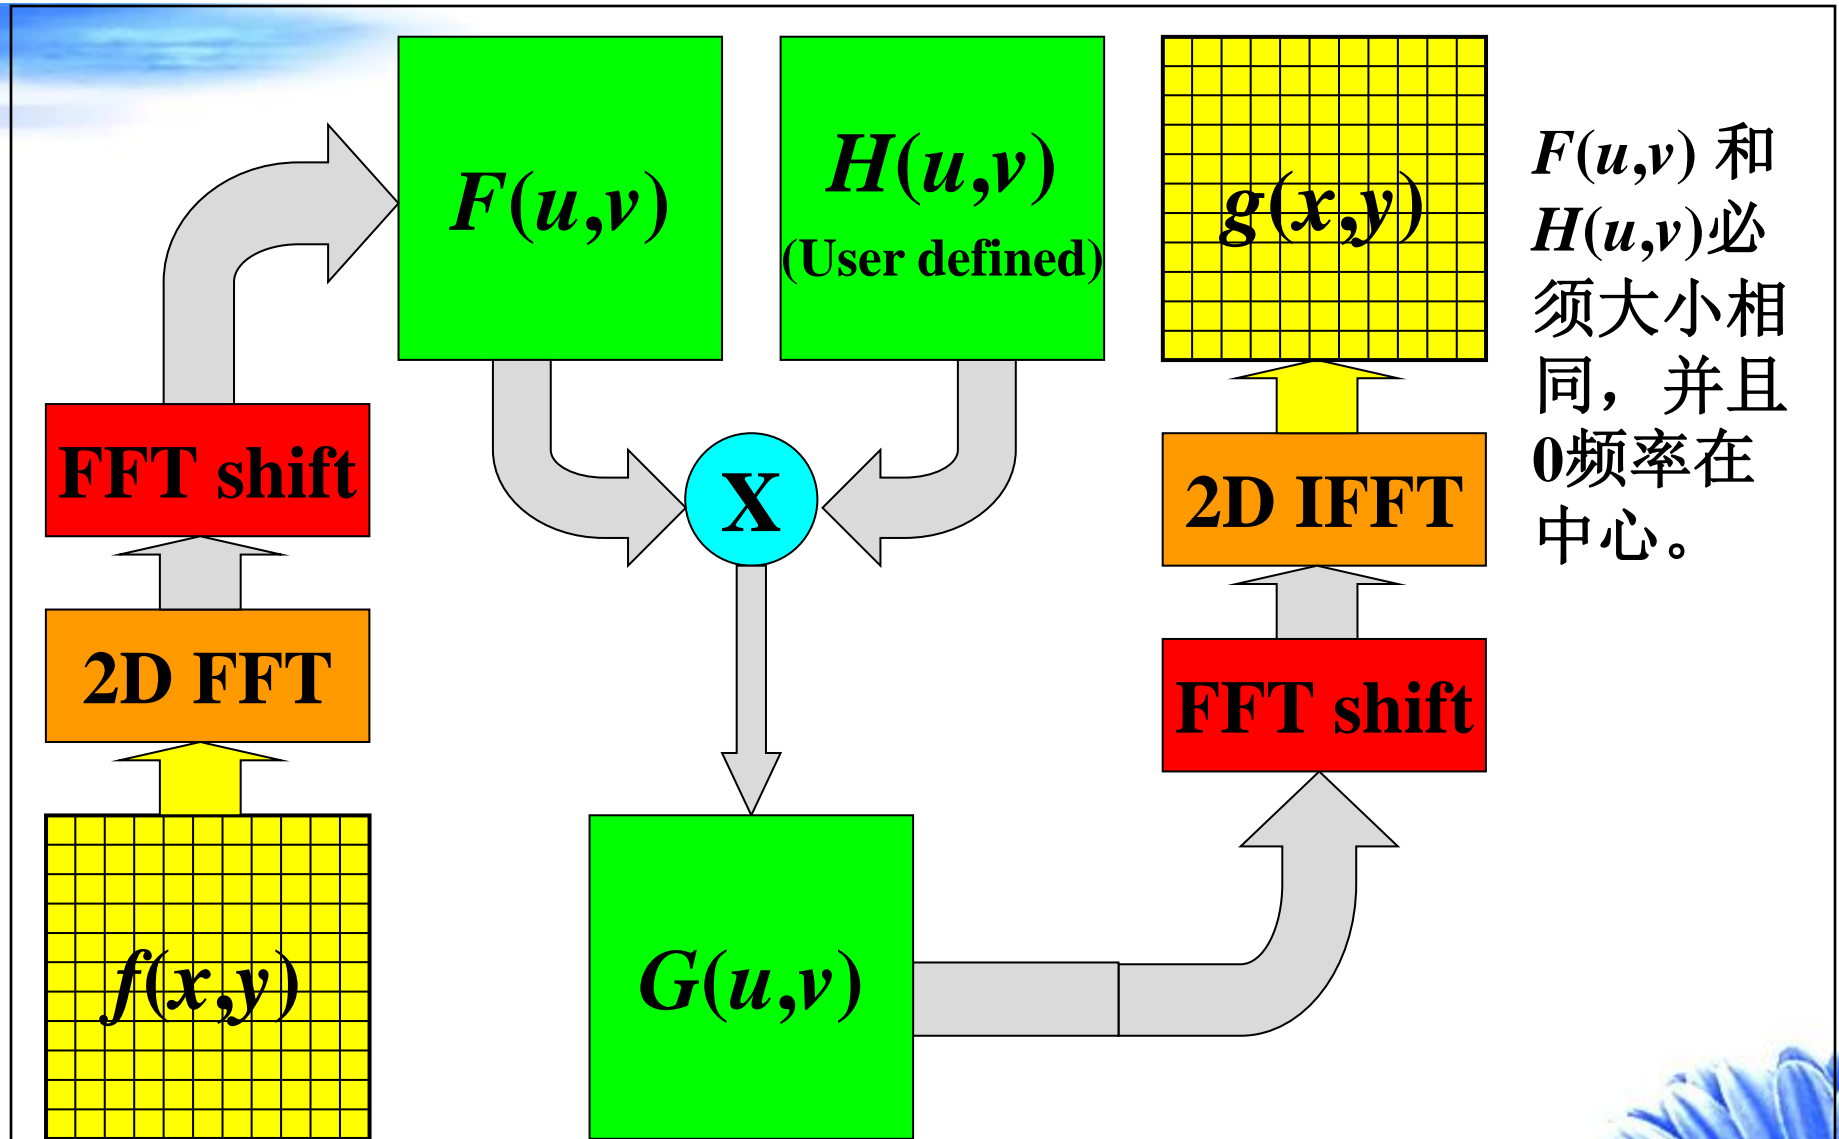 F(u,v)
H(u,v)
(User defined)
g(x,y)
F(u,v) 和
H(u,v)必
须大小相
同，并且
0频率在
中心。
FFT shift
X
2D IFFT
2D FFT
FFT shift
f(x,y)
G(u,v)